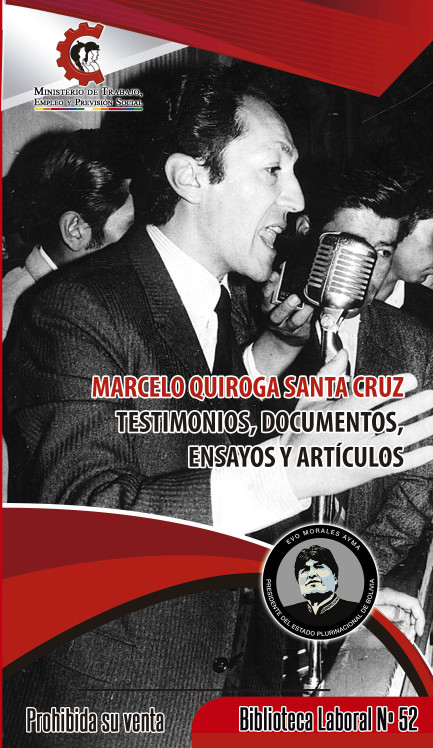 MINISTERIO DE TRABAJO,
EMPLEO Y PREVISIÓN SOCIAL
MARCELO QUIROGA SANTA CRUZ
TESTIMONIOS, DOCUMENTOS,
ENSAYOS Y ARTÍCULOS
EVO MORALES AYMA
PRESIDENTE DEL ESTADO PLURINACIONAL DE BOLIVIA
Prohibida su venta
Biblioteca Laboral Nº 52